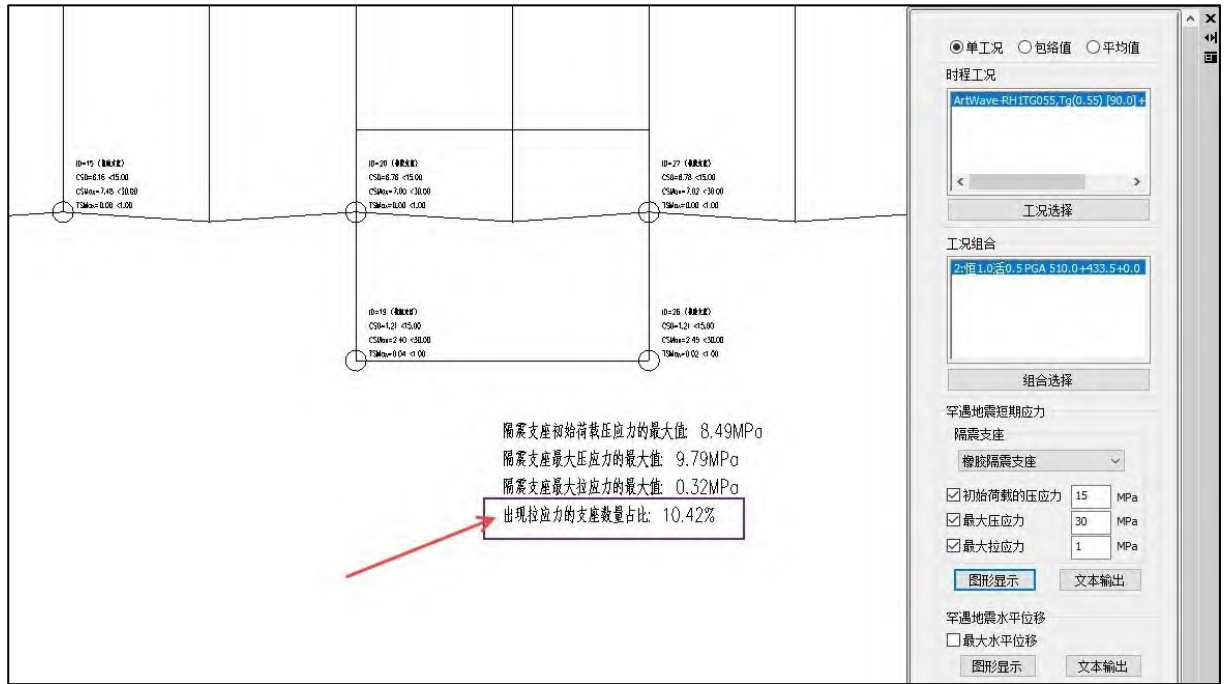 单工况 包络值 平均值
时程工况
ArtWave-RH1TG055,Tg(0.55) [90.0]+
工况选择
工况组合
2:恒1.0活0.5 PGA 510.0+433.5+0.0
组合选择
罕遇地震短期应力
隔震支座
橡胶隔震支座
初始荷载的压应力 15 MPa
最大压应力 30 MPa
最大拉应力 1 MPa
图形显示 文本输出
罕遇地震水平位移
最大水平位移
图形显示 文本输出
ID=15 (橡胶支座)
CS0=6.16 <15.00
CSMax=7.45 <30.00
TSMax=0.00 <1.00
ID=20 (橡胶支座)
CS0=6.76 <15.00
CSMax=7.00 <30.00
TSMax=0.00 <1.00
ID=27 (橡胶支座)
CS0=6.78 <15.00
CSMax=7.02 <30.00
TSMax=0.00 <1.00
ID=19 (橡胶支座)
CS0=1.21 <15.00
CSMax=2.40 <30.00
TSMax=0.04 <1.00
ID=26 (橡胶支座)
CS0=1.21 <15.00
CSMax=2.45 <30.00
TSMax=0.02 <1.00
隔震支座初始荷载压应力的最大值: 8.49MPa
隔震支座最大压应力的最大值: 9.79MPa
隔震支座最大拉应力的最大值: 0.32MPa
出现拉应力的支座数量占比: 10.42%